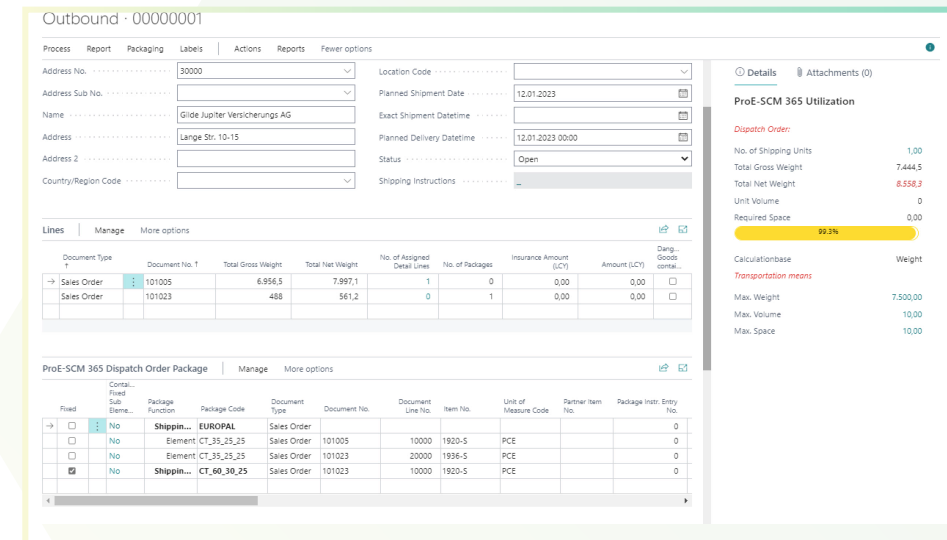 Outbound · 00000001
Process Report Packaging Labels Actions Reports Fewer options
Address No. 30000
Address Sub No.
Name Gilde Jupiter Versicherungs AG
Address Lange Str. 10-15
Address 2
Country/Region Code
Location Code
Planned Shipment Date 12.01.2023
Exact Shipment Datetime
Planned Delivery Datetime 12.01.2023 00:00
Status Open
Shipping Instructions _
Lines Manage More options
Document Type ↑ Document No. ↑ Total Gross Weight Total Net Weight No. of Assigned Detail Lines No. of Packages Insurance Amount (LCY) Amount (LCY) Dang... Goods contai...
→ Sales Order 101005 6.956,5 7.997,1 1 0 0,00 0,00
Sales Order 101023 488 561,2 0 1 0,00 0,00
ProE-SCM 365 Dispatch Order Package Manage More options
Fixed Contai... Fixed Sub Eleme... Package Function Package Code Document Type Document No. Document Line No. Item No. Unit of Measure Code Partner Item No. Package Instr. Entry No.
→ No Shippin... EUROPAL Sales Order 0
No Element CT_35_25_25 Sales Order 101005 10000 1920-S PCE 0
No Element CT_35_25_25 Sales Order 101023 20000 1936-S PCE 0
No Shippin... CT_60_30_25 Sales Order 101023 10000 1920-S PCE 0
Details Attachments (0)
ProE-SCM 365 Utilization
Dispatch Order:
No. of Shipping Units 1,00
Total Gross Weight 7.444,5
Total Net Weight 8.558,3
Unit Volume 0
Required Space 0,00
99.3%
Calculationbase Weight
Transportation means
Max. Weight 7.500,00
Max. Volume 10,00
Max. Space 10,00